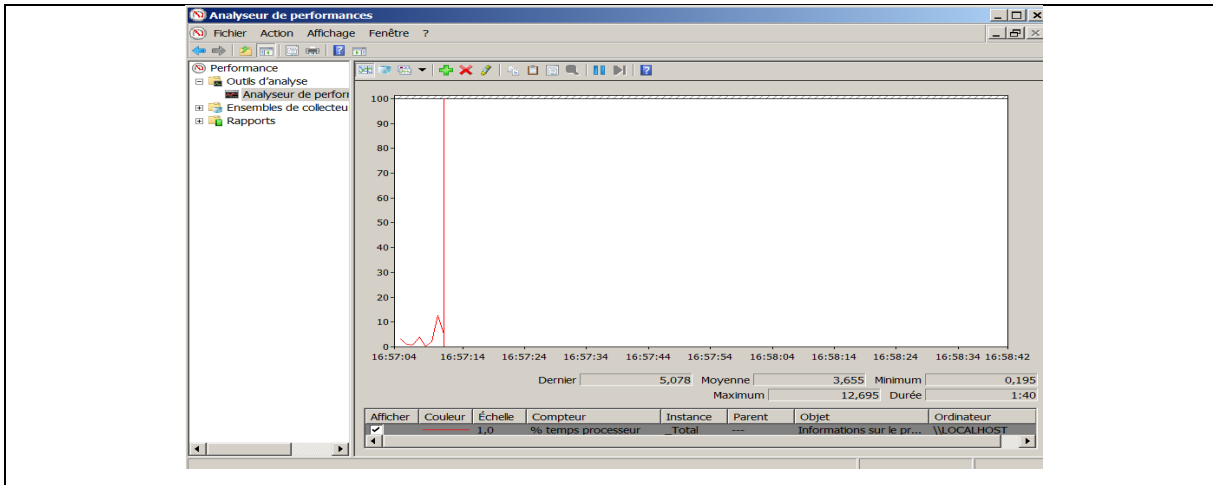 Analyseur de performances
Fichier Action Affichage Fenêtre ?
Performance
Outils d'analyse
Analyseur de perforr
Ensembles de collecteu
Rapports
100
90
80
70
60
50
40
30
20
10
0
16:57:04 16:57:14 16:57:24 16:57:34 16:57:44 16:57:54 16:58:04 16:58:14 16:58:24 16:58:34 16:58:42
Dernier 5,078 Moyenne 3,655 Minimum 0,195
Maximum 12,695 Durée 1:40
Afficher Couleur Échelle Compteur Instance Parent Objet Ordinateur
1,0 % temps processeur _Total --- Informations sur le pr... \\LOCALHOST